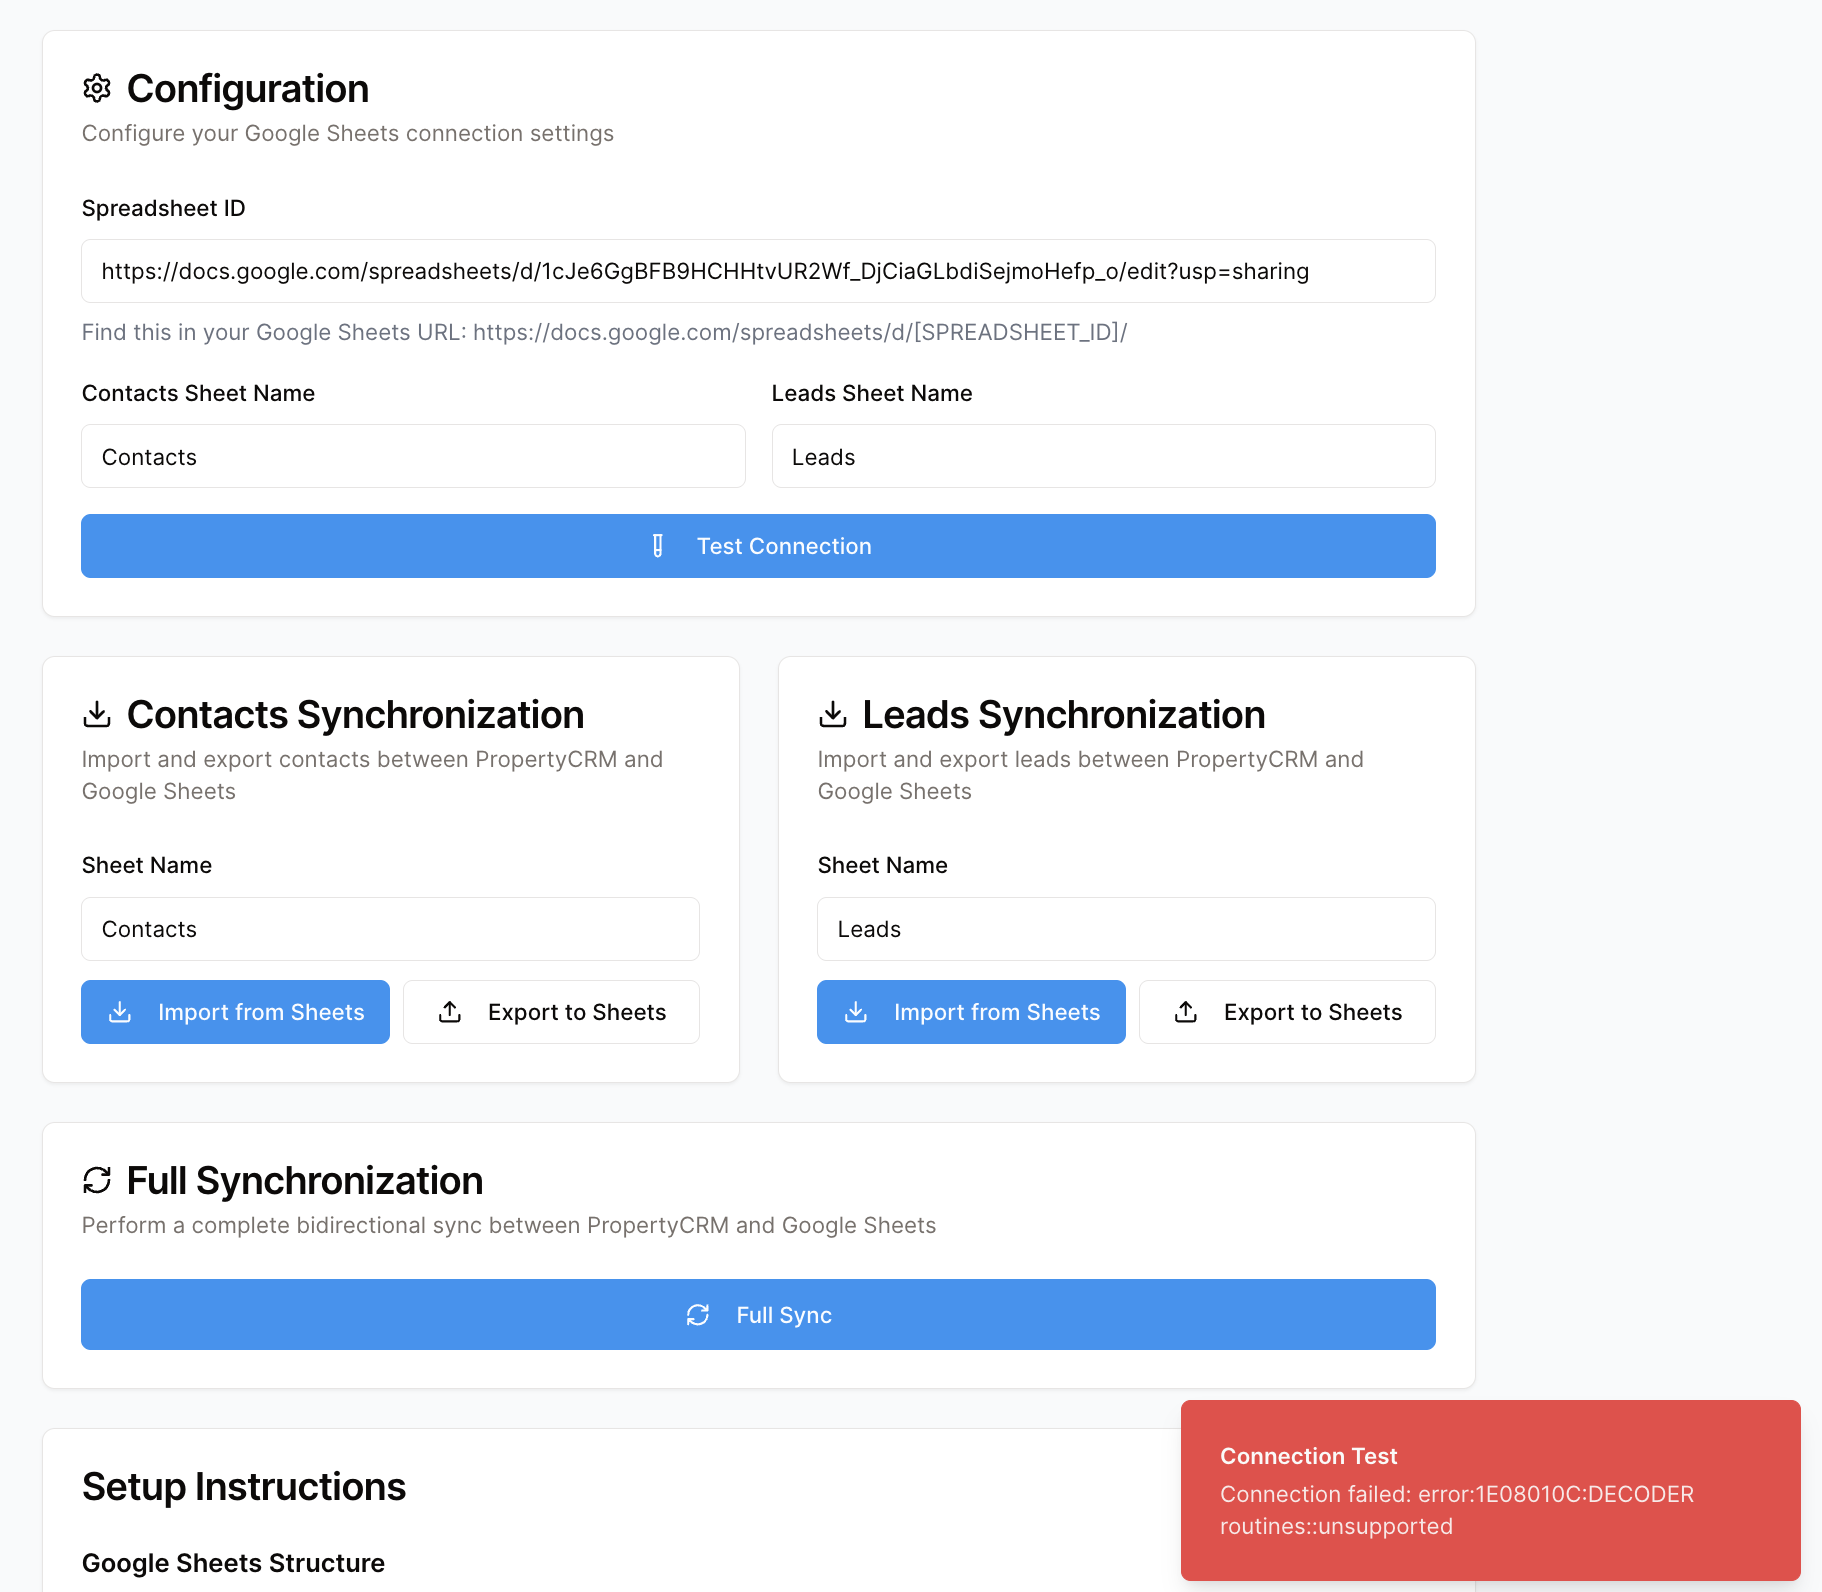 Configuration
Configure your Google Sheets connection settings
Spreadsheet ID
https://docs.google.com/spreadsheets/d/1cJe6GgBFB9HCHHtvUR2Wf_DjCiaGLbdiSejmoHefp_o/edit?usp=sharing
Find this in your Google Sheets URL: https://docs.google.com/spreadsheets/d/[SPREADSHEET_ID]/
Contacts Sheet Name
Contacts
Leads Sheet Name
Leads
Test Connection
Contacts Synchronization
Import and export contacts between PropertyCRM and
Google Sheets
Sheet Name
Contacts
Import from Sheets
Export to Sheets
Leads Synchronization
Import and export leads between PropertyCRM and
Google Sheets
Sheet Name
Leads
Import from Sheets
Export to Sheets
Full Synchronization
Perform a complete bidirectional sync between PropertyCRM and Google Sheets
Full Sync
Setup Instructions
Google Sheets Structure
Connection Test
Connection failed: error:1E08010C:DECODER
routines::unsupported